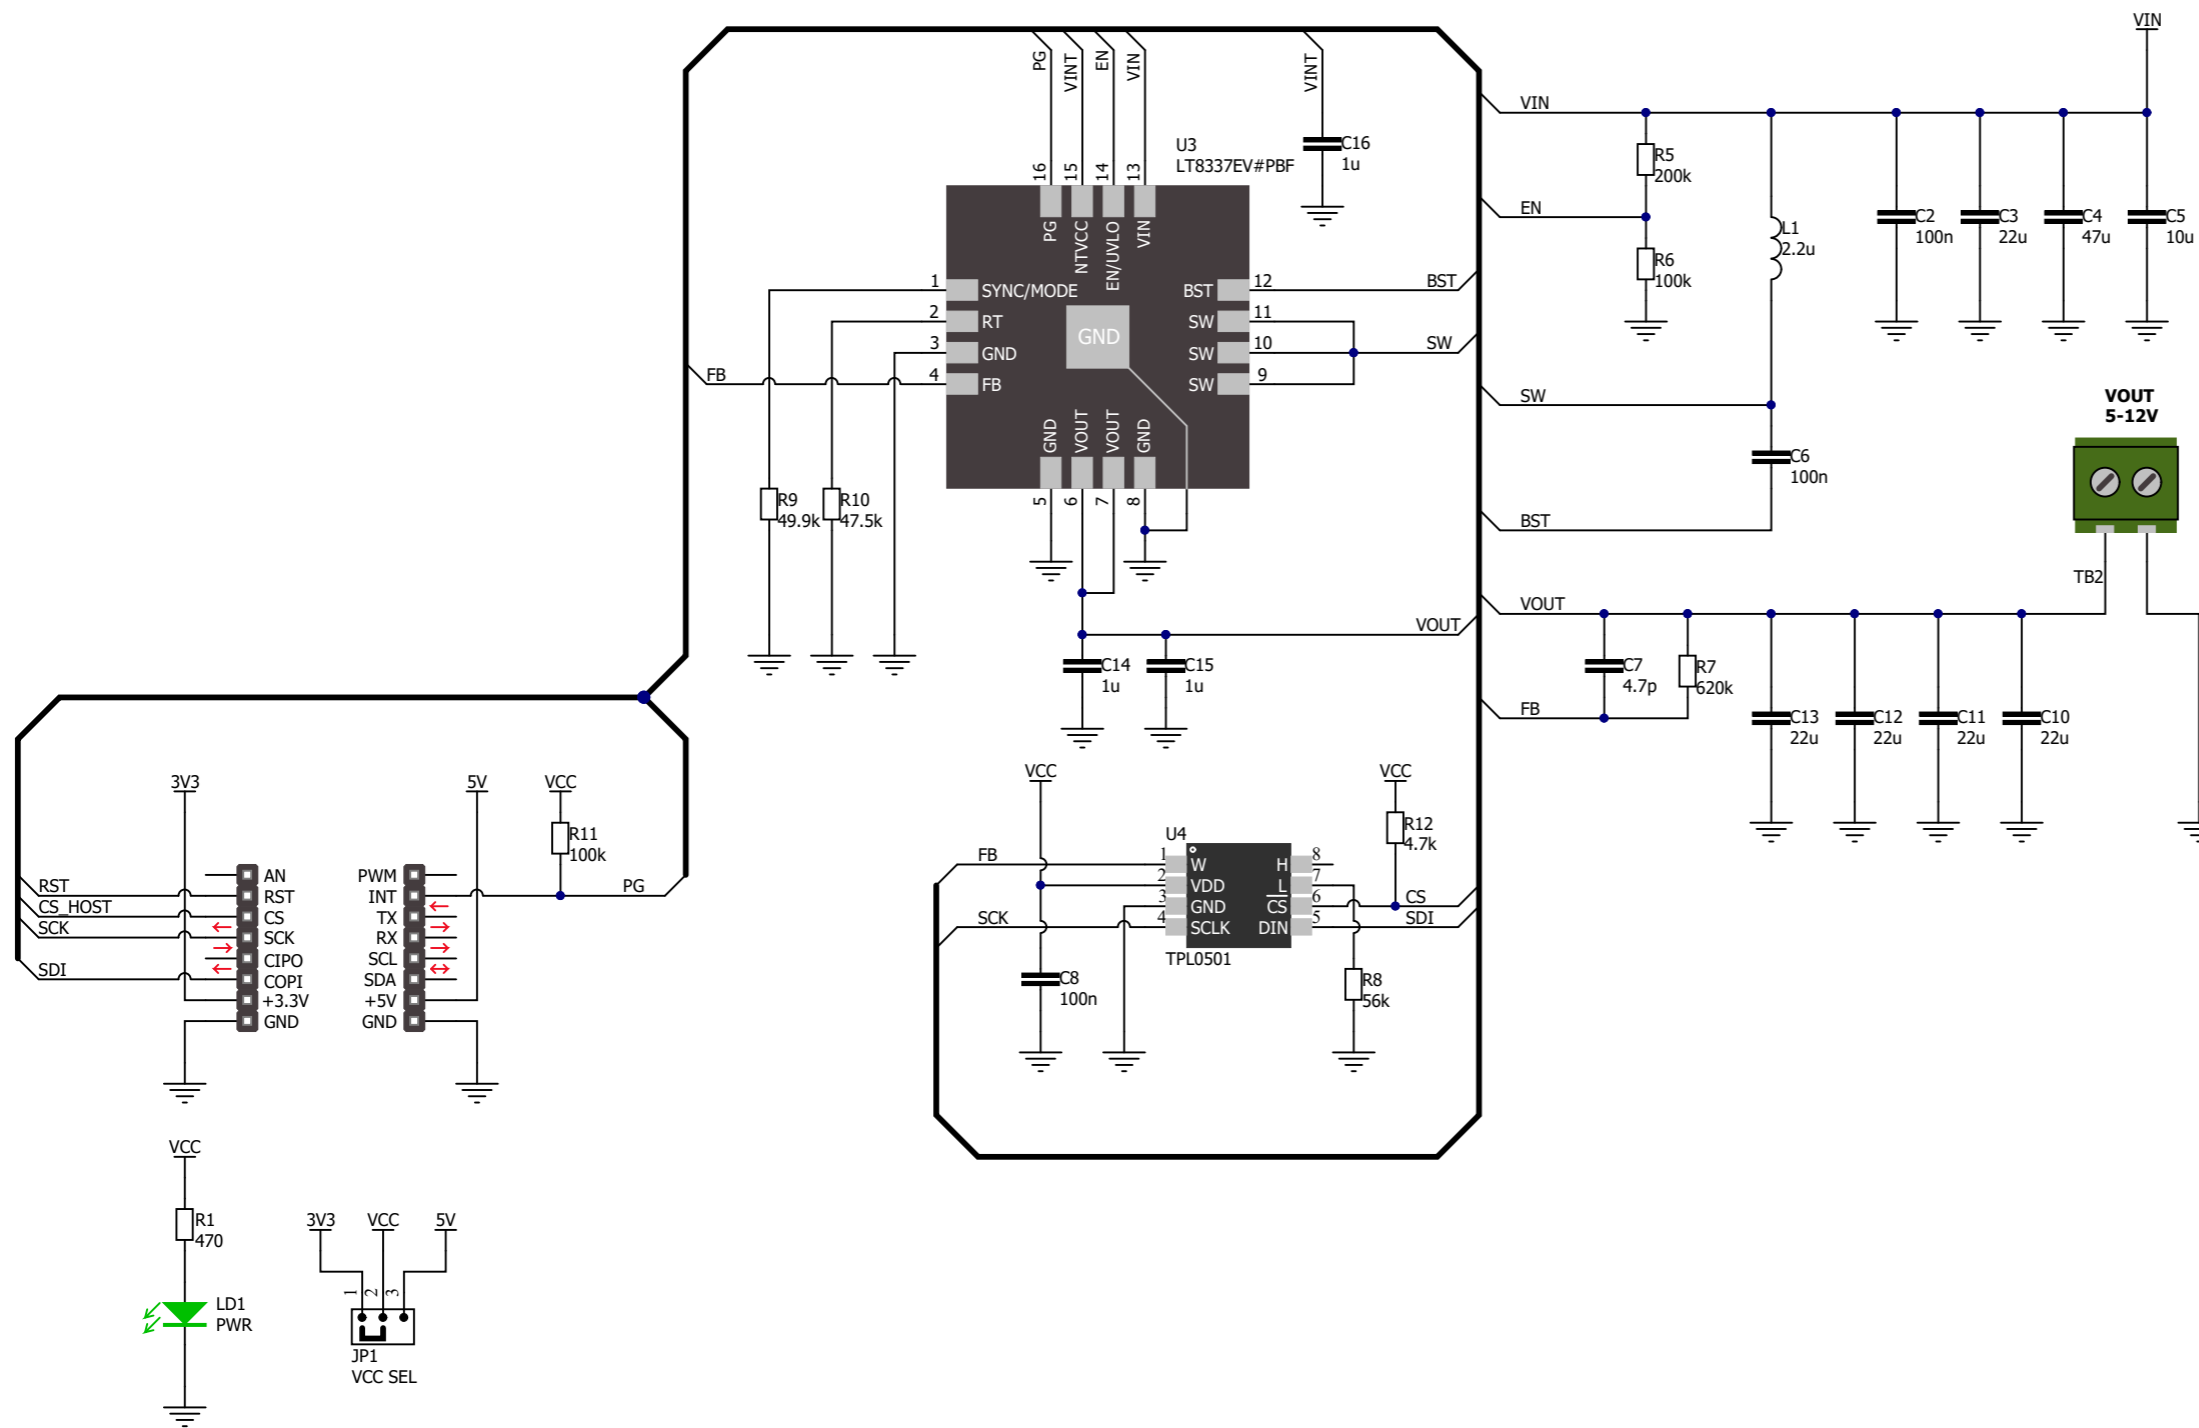 PG
VINT
EN
VIN
VINT
U3
LT8337EV#PBF
C16
1u
16
15
14
13
PG
NTVCC
EN/UVLO
VIN
1
SYNC/MODE
2
RT
3
GND
4
FB
FB
GND
BST
12
BST
SW
11
SW
10
SW
SW
9
GND
VOUT
VOUT
GND
5
6
7
8
R9
49.9k
R10
47.5k
VOUT
C14
1u
C15
1u
VIN
VIN
R5
200k
EN
R6
100k
L1
2.2u
C2
100n
C3
22u
C4
47u
C5
10u
SW
C6
100n
BST
VOUT
5-12V
TB2
VOUT
C7
4.7p
R7
620k
FB
C13
22u
C12
22u
C11
22u
C10
22u
3V3
5V
VCC
R11
100k
RST
CS_HOST
SCK
SDI
AN
RST
CS
SCK
CIPO
COPI
+3.3V
GND
PWM
INT
TX
RX
SCL
SDA
+5V
GND
PG
VCC
VCC
R12
4.7k
U4
FB
SCK
1
2
3
4
W
VDD
GND
SCLK
H
L
CS
DIN
8
7
6
5
CS
SDI
TPL0501
C8
100n
R8
56k
VCC
R1
470
LD1
PWR
3V3
VCC
5V
1
2
3
JP1
VCC SEL